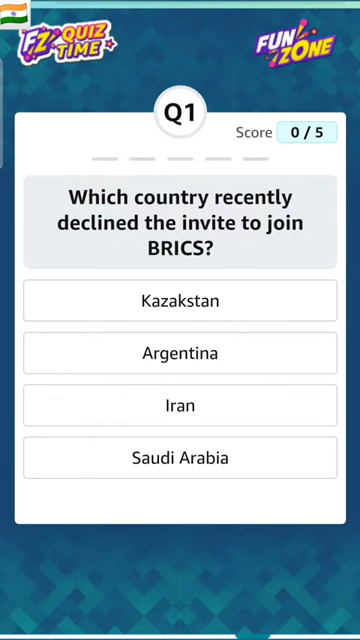 FZ QUIZ
TIME
FUN
ZONE
Q1
Score 0 / 5
Which country recently
declined the invite to join
BRICS?
Kazakstan
Argentina
Iran
Saudi Arabia